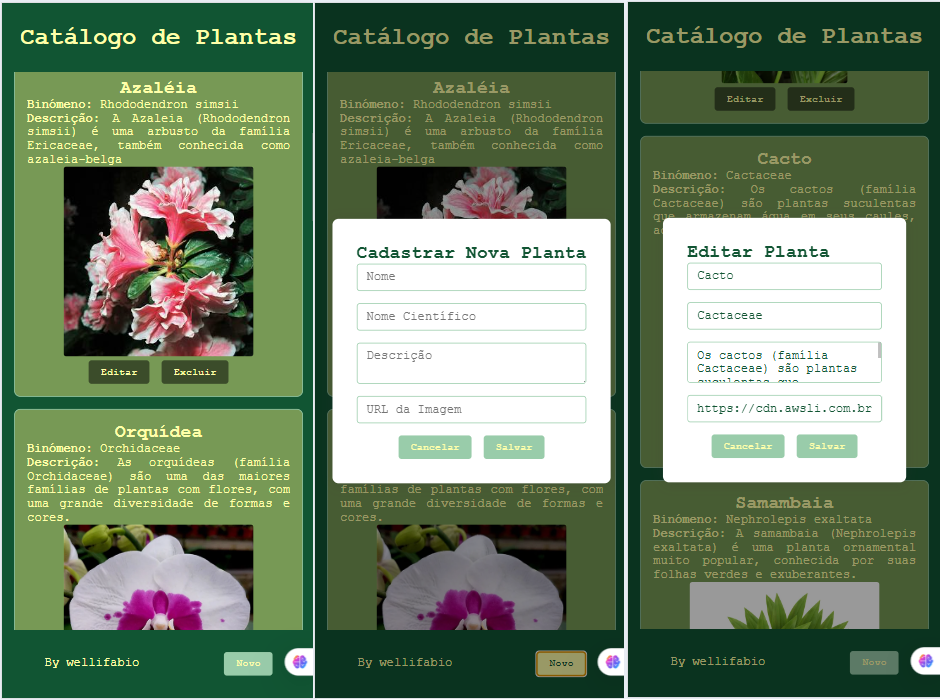 Catálogo de Plantas
Azaléia
Binómeno: Rhododendron simsii
Descrição: A Azaleia (Rhododendron
simsii) é uma arbusto da família
Ericaceae, também conhecida como
azaleia-belga
Editar
Excluir
Orquídea
Binómeno: Orchidaceae
Descrição: As orquídeas (família
Orchidaceae) são uma das maiores
famílias de plantas com flores, com
uma grande diversidade de formas e
cores.
By wellifabio
Novo
Catálogo de Plantas
Azaléia
Binómeno: Rhododendron simsii
Descrição: A Azaleia (Rhododendron
simsii) é uma arbusto da família
Ericaceae, também conhecida como
azaleia-belga
Cadastrar Nova Planta
Nome
Nome Científico
Descrição
URL da Imagem
Cancelar
Salvar
famílias de plantas com flores, com
uma grande diversidade de formas e
cores.
By wellifabio
Novo
Catálogo de Plantas
Editar
Excluir
Cacto
Binómeno: Cactaceae
Descrição: Os cactos (família
Cactaceae) são plantas suculentas
que armazenam água em seus caules,
Editar Planta
Cacto
Cactaceae
Os cactos (família
Cactaceae) são plantas
suculentas que
https://cdn.awsli.com.br
Cancelar
Salvar
Samambaia
Binómeno: Nephrolepis exaltata
Descrição: A samambaia (Nephrolepis
exaltata) é uma planta ornamental
muito popular, conhecida por suas
folhas verdes e exuberantes.
By wellifabio
Novo